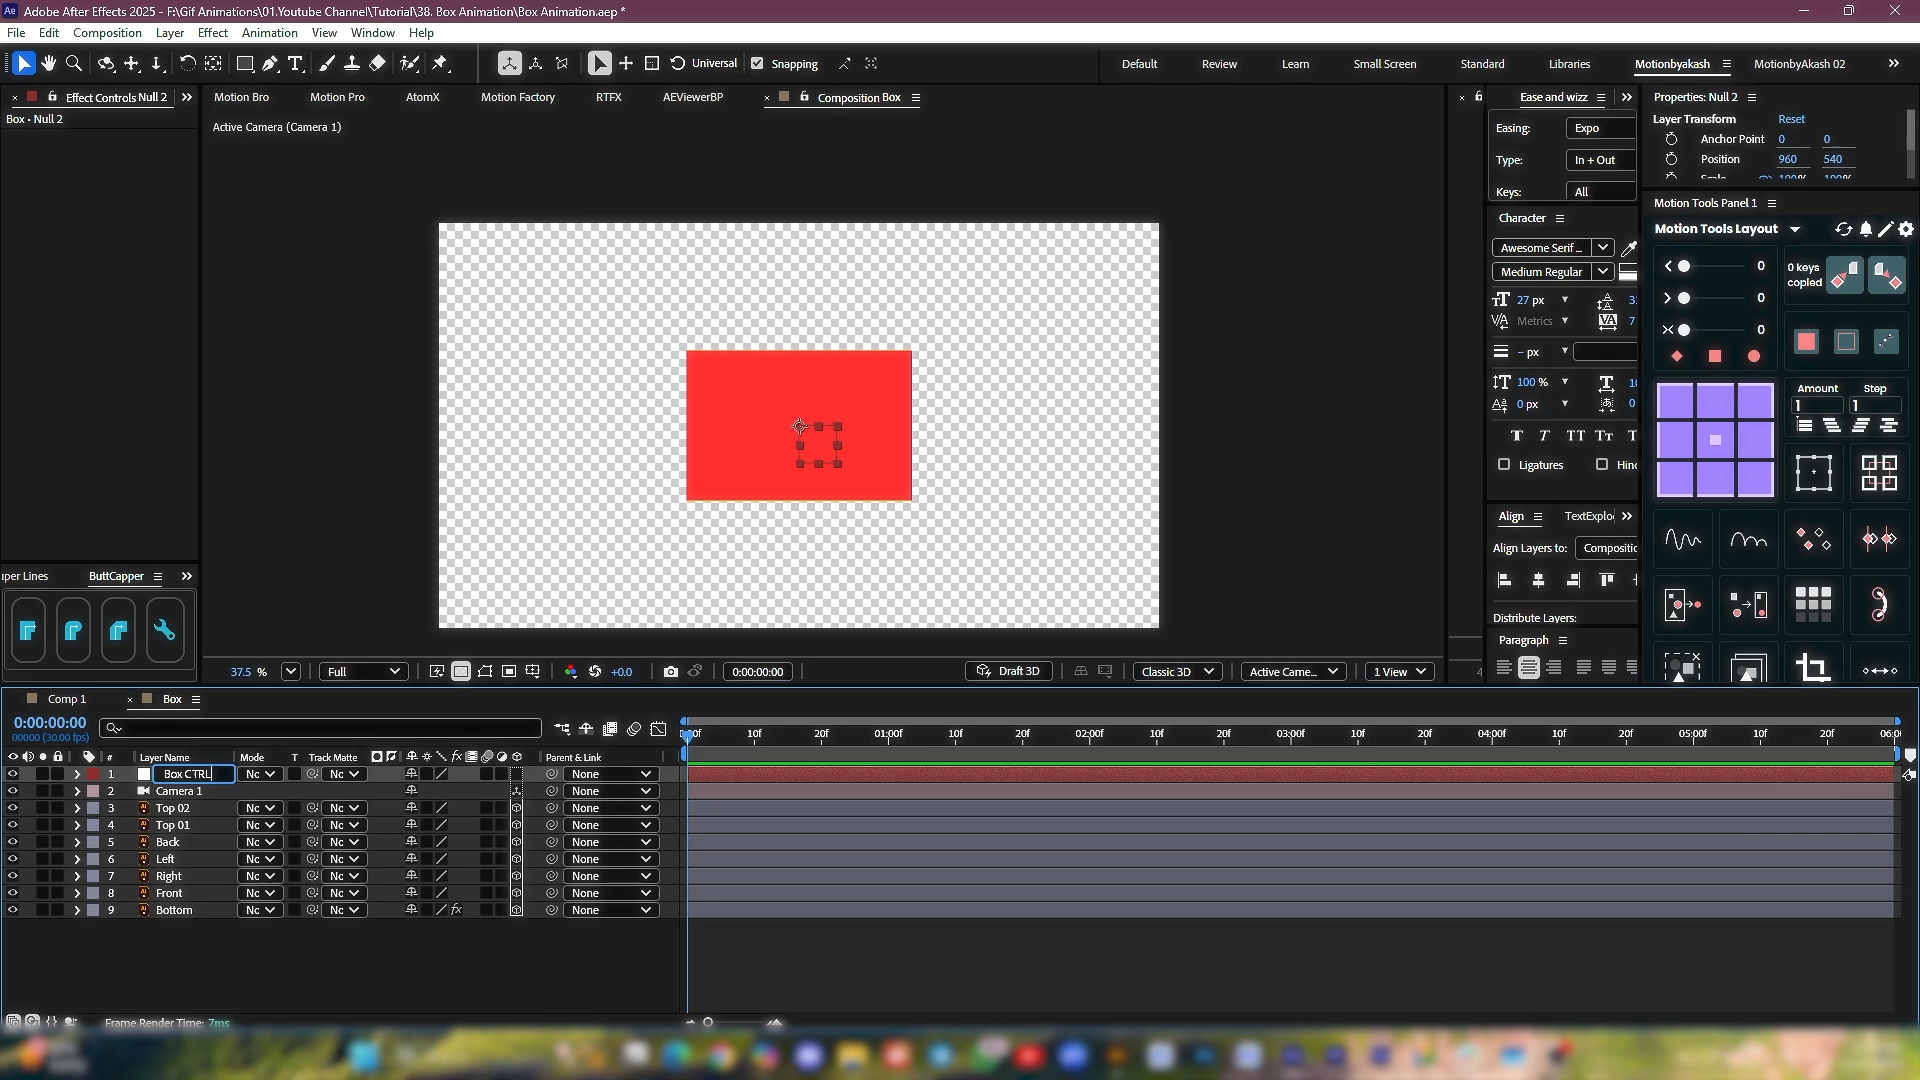 Ae Adobe After Effects 2025 - F:\Gif Animations\01.Youtube Channel\Tutorial\38. Box Animation\Box Animation.aep *
File Edit Composition Layer Effect Animation View Window Help
Universal Snapping Default Review Learn Small Screen Standard Libraries Motionbyakash MotionbyAkash 02
Effect Controls Null 2 Motion Bro Motion Pro AtomX Motion Factory RTFX AEViewerBP Composition Box Ease and wizz Properties: Null 2
Box • Null 2
Active Camera (Camera 1)
Easing: Expo
Type: In + Out
Keys: All
Layer Transform Reset
Anchor Point 0 0
Position 960 540
Scale 100% 100%
Motion Tools Panel 1
Motion Tools Layout
0
0 keys
copied
0
0
Amount Step
1 1
Character
Awesome Serif ...
Medium Regular
27 px
Metrics 7
- px
100 %
0 px 0
Ligatures
Align TextExplo
Align Layers to: Compositic
Distribute Layers:
Paragraph
uper Lines ButtCapper
37.5 % Full +0.0 0:00:00:00 Draft 3D Classic 3D Active Came... 1 View
Comp 1 Box
0:00:00:00
00000 (30.00 fps)
10f 20f 01:00f 10f 20f 02:00f 10f 20f 03:00f 10f 20f 04:00f 10f 20f 05:00f 10f 20f
# Layer Name Mode T Track Matte fx Parent & Link
1 Box CTRL Nc Nc None
2 Camera 1 None
3 Top 02 Nc Nc None
4 Top 01 Nc Nc None
5 Back Nc Nc None
6 Left Nc Nc None
7 Right Nc Nc None
8 Front Nc Nc None
9 Bottom Nc Nc fx None
Frame Render Time: 7ms